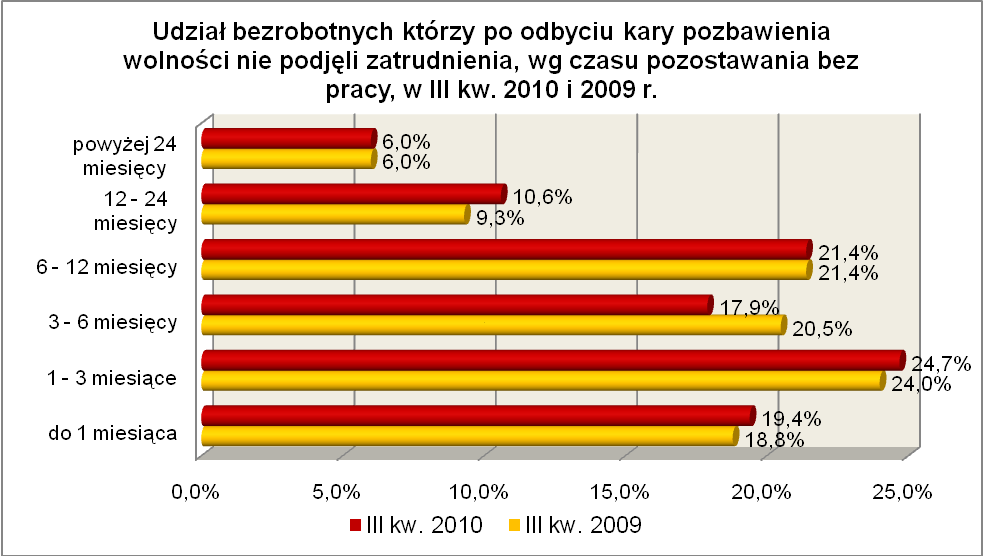 Udział bezrobotnych którzy po odbyciu kary pozbawienia
wolności nie podjęli zatrudnienia, wg czasu pozostawania bez
pracy, w III kw. 2010 i 2009 r.
powyżej 24
miesięcy
6,0%
6,0%
12 - 24
miesięcy
10,6%
9,3%
6 - 12 miesięcy
21,4%
21,4%
3 - 6 miesięcy
17,9%
20,5%
1 - 3 miesiące
24,7%
24,0%
do 1 miesiąca
19,4%
18,8%
0,0% 5,0% 10,0% 15,0% 20,0% 25,0%
III kw. 2010 III kw. 2009